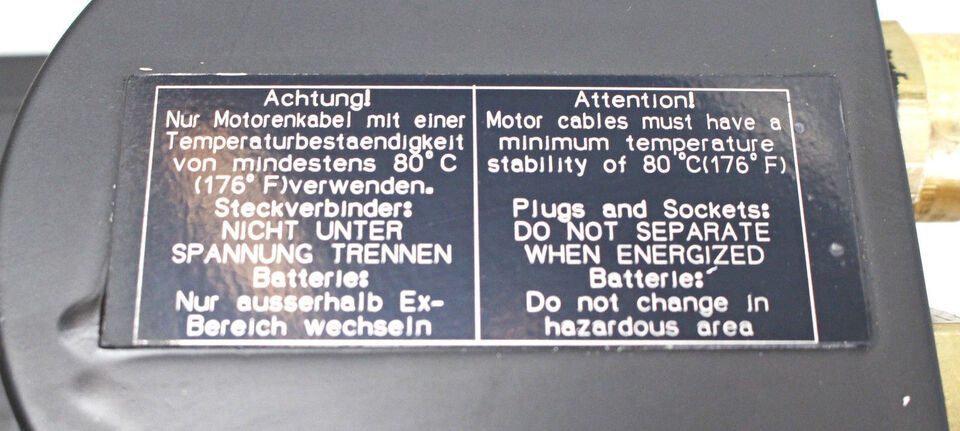 Achtung!
Nur Motorenkabel mit einer
Temperaturbestaendigkeit
von mindestens 80°C
(176°F)verwenden.
Steckverbinder:
NICHT UNTER
SPANNUNG TRENNEN
Batterie:
Nur ausserhalb Ex-
Bereich wechseln
Attention!
Motor cables must have a
minimum temperature
stability of 80°C(176°F)
Plugs and Sockets:
DO NOT SEPARATE
WHEN ENERGIZED
Batterie:
Do not change in
hazardous area